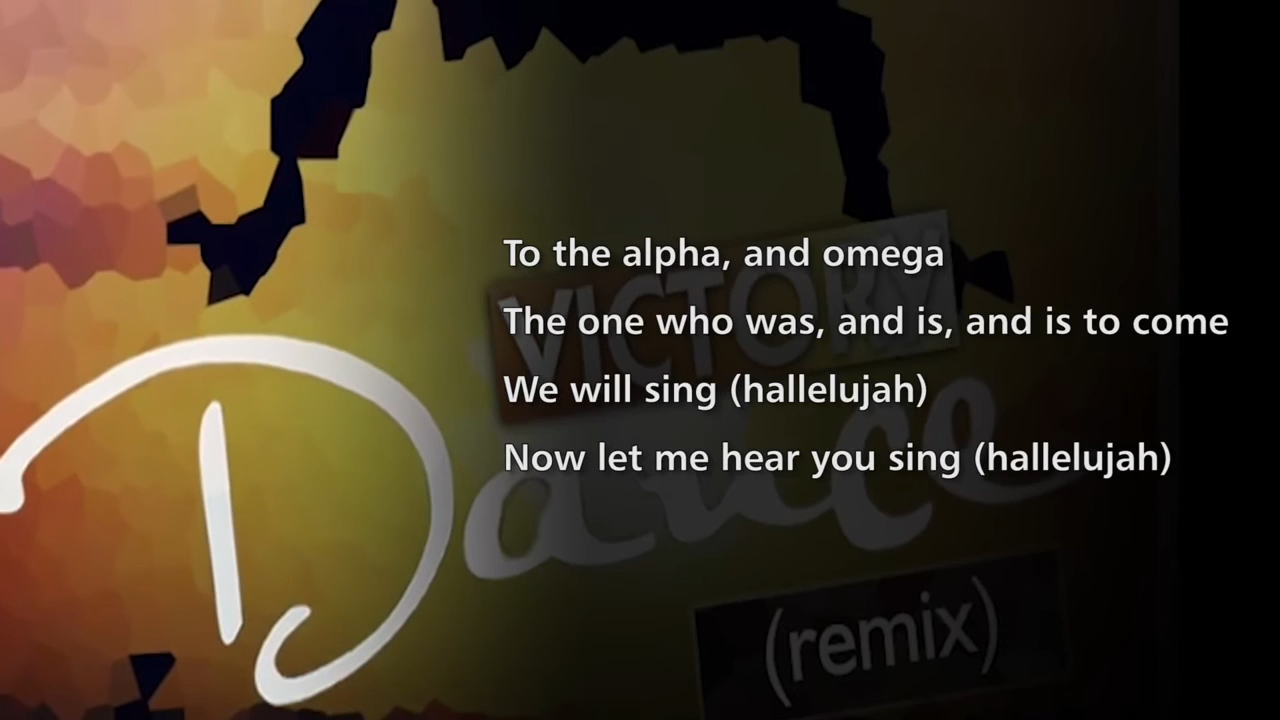 To the alpha, and omega
The one who was, and is, and is to come
We will sing (hallelujah)
Now let me hear you sing (hallelujah)
VICTORY
Dance
(remix)